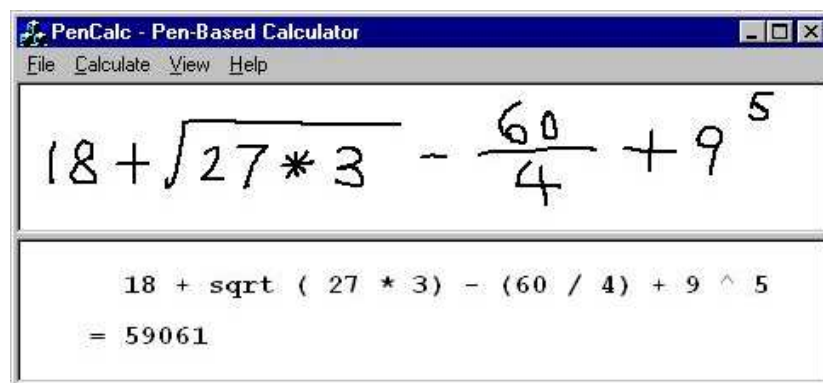 PenCalc - Pen-Based Calculator
File Calculate View Help
18 + √27 * 3 - 60/4 + 9^5
18 + sqrt ( 27 * 3) - (60 / 4) + 9 ^ 5
= 59061